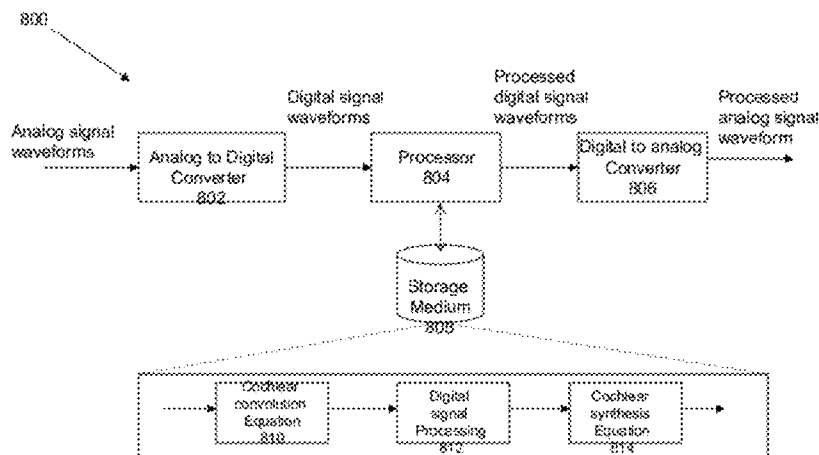 800
Analog signal
waveforms
Analog to Digital
Converter
802
Digital signal
waveforms
Processor
804
Processed
digital signal
waveforms
Digital to analog
Converter
806
Processed
analog signal
waveform
Storage
Medium
808
Cochlear
convolution
Equation
810
Digital
signal
Processing
812
Cochlear
synthesis
Equation